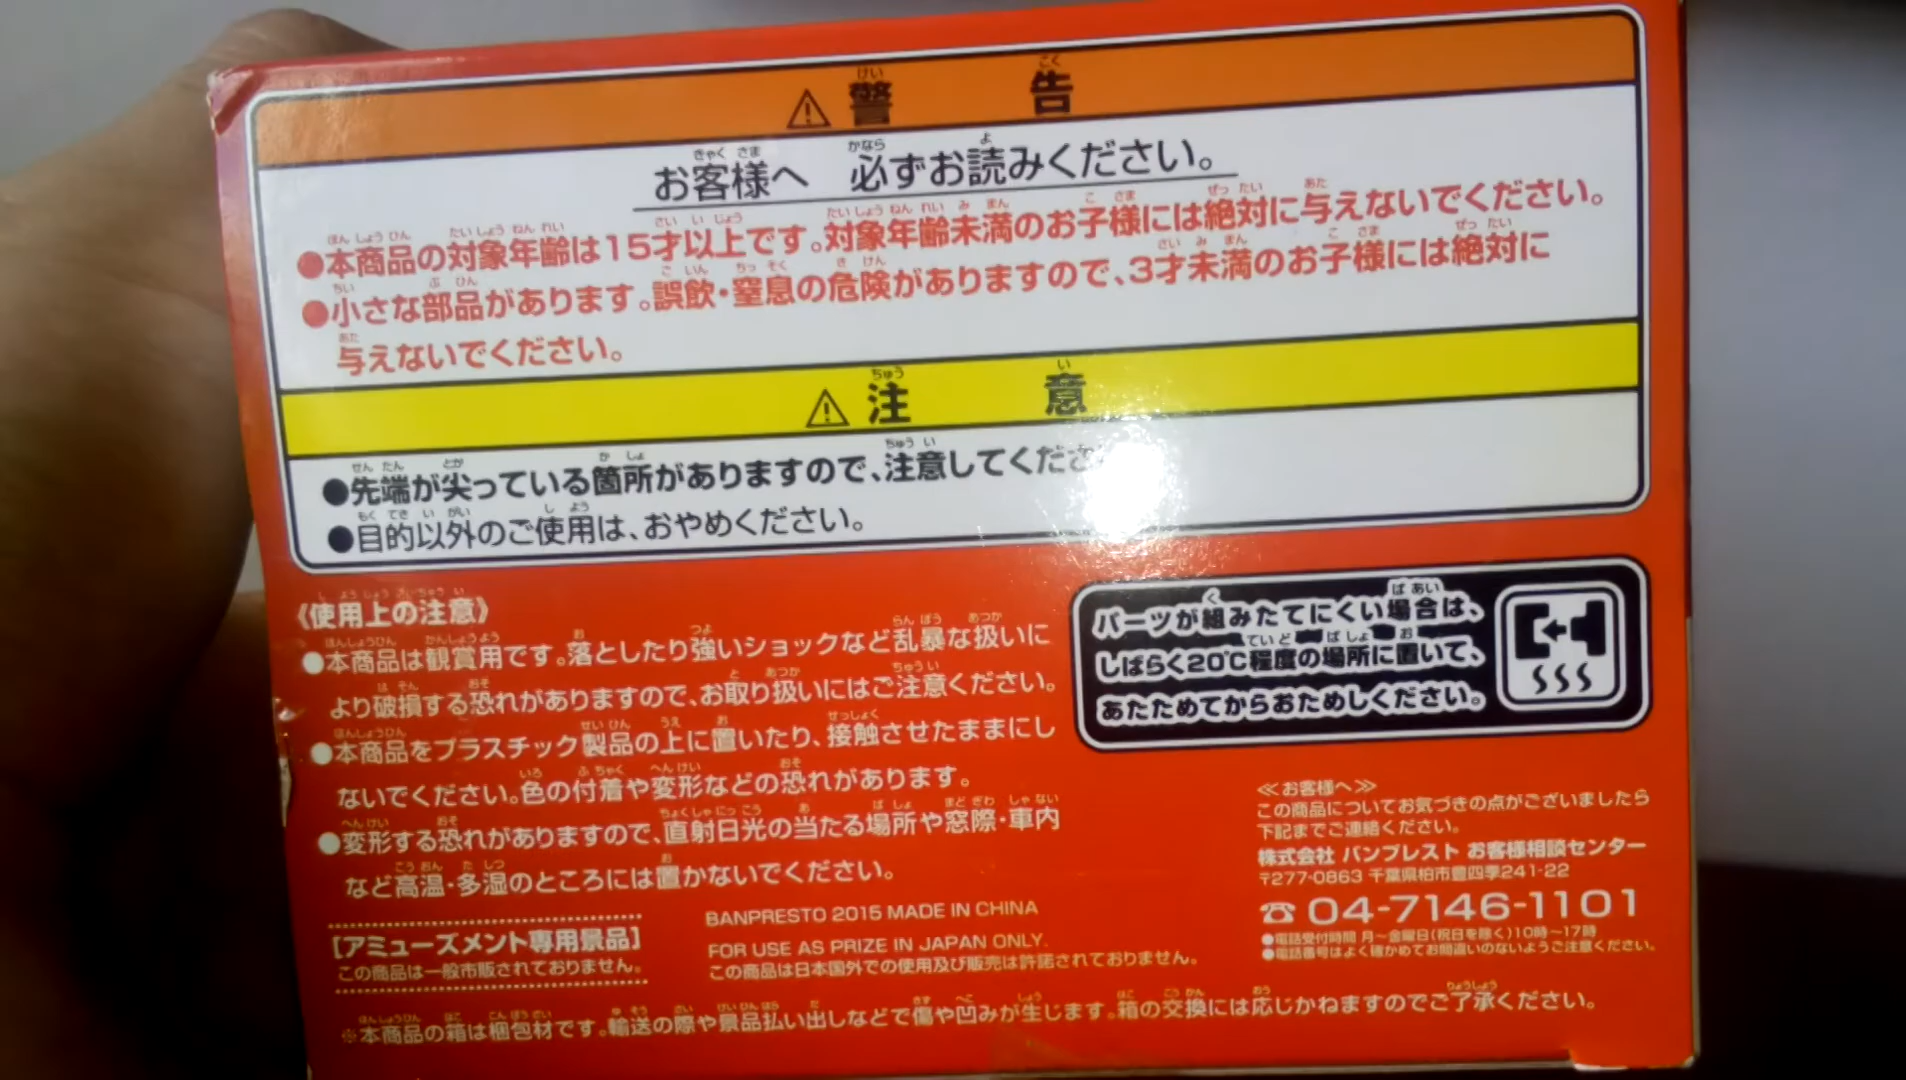 ⚠警告
お客様へ 必ずお読みください。
●本商品の対象年齢は15才以上です。対象年齢未満のお子様には絶対に与えないでください。
●小さな部品があります。誤飲・窒息の危険がありますので、3才未満のお子様には絶対に
与えないでください。
⚠注意
●先端が尖っている箇所がありますので、注意してくださ
●目的以外のご使用は、おやめください。
《使用上の注意》
●本商品は観賞用です。落としたり強いショックなど乱暴な扱いに
より破損する恐れがありますので、お取り扱いにはご注意ください。
●本商品をプラスチック製品の上に置いたり、接触させたままにし
ないでください。色の付着や変形などの恐れがあります。
●変形する恐れがありますので、直射日光の当たる場所や窓際・車内
など高温・多湿のところには置かないでください。
パーツが組みたてにくい場合は、
しばらく20℃程度の場所に置いて、
あたためてからおためしください。
≪お客様へ≫
この商品についてお気づきの点がございましたら
下記までご連絡ください。
株式会社 バンプレスト お客様相談センター
〒277-0863 千葉県柏市豊四季241-22
☎04-7146-1101
●電話受付時間 月〜金曜日(祝日を除く)10時〜17時
●電話番号はよく確かめてお間違いのないようご注意ください。
[アミューズメント専用景品]
この商品は一般市販されておりません。
BANPRESTO 2015 MADE IN CHINA
FOR USE AS PRIZE IN JAPAN ONLY.
この商品は日本国外での使用及び販売は許諾されておりません。
※本商品の箱は梱包材です。輸送の際や景品払い出しなどで傷や凹みが生じます。箱の交換には応じかねますのでご了承ください。